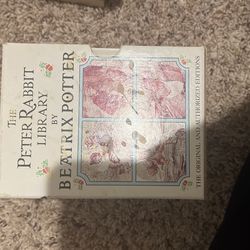 THE
PETER RABBIT
LIBRARY
BY
BEATRIX POTTER
THE ORIGINAL AND AUTHORIZED EDITIONS